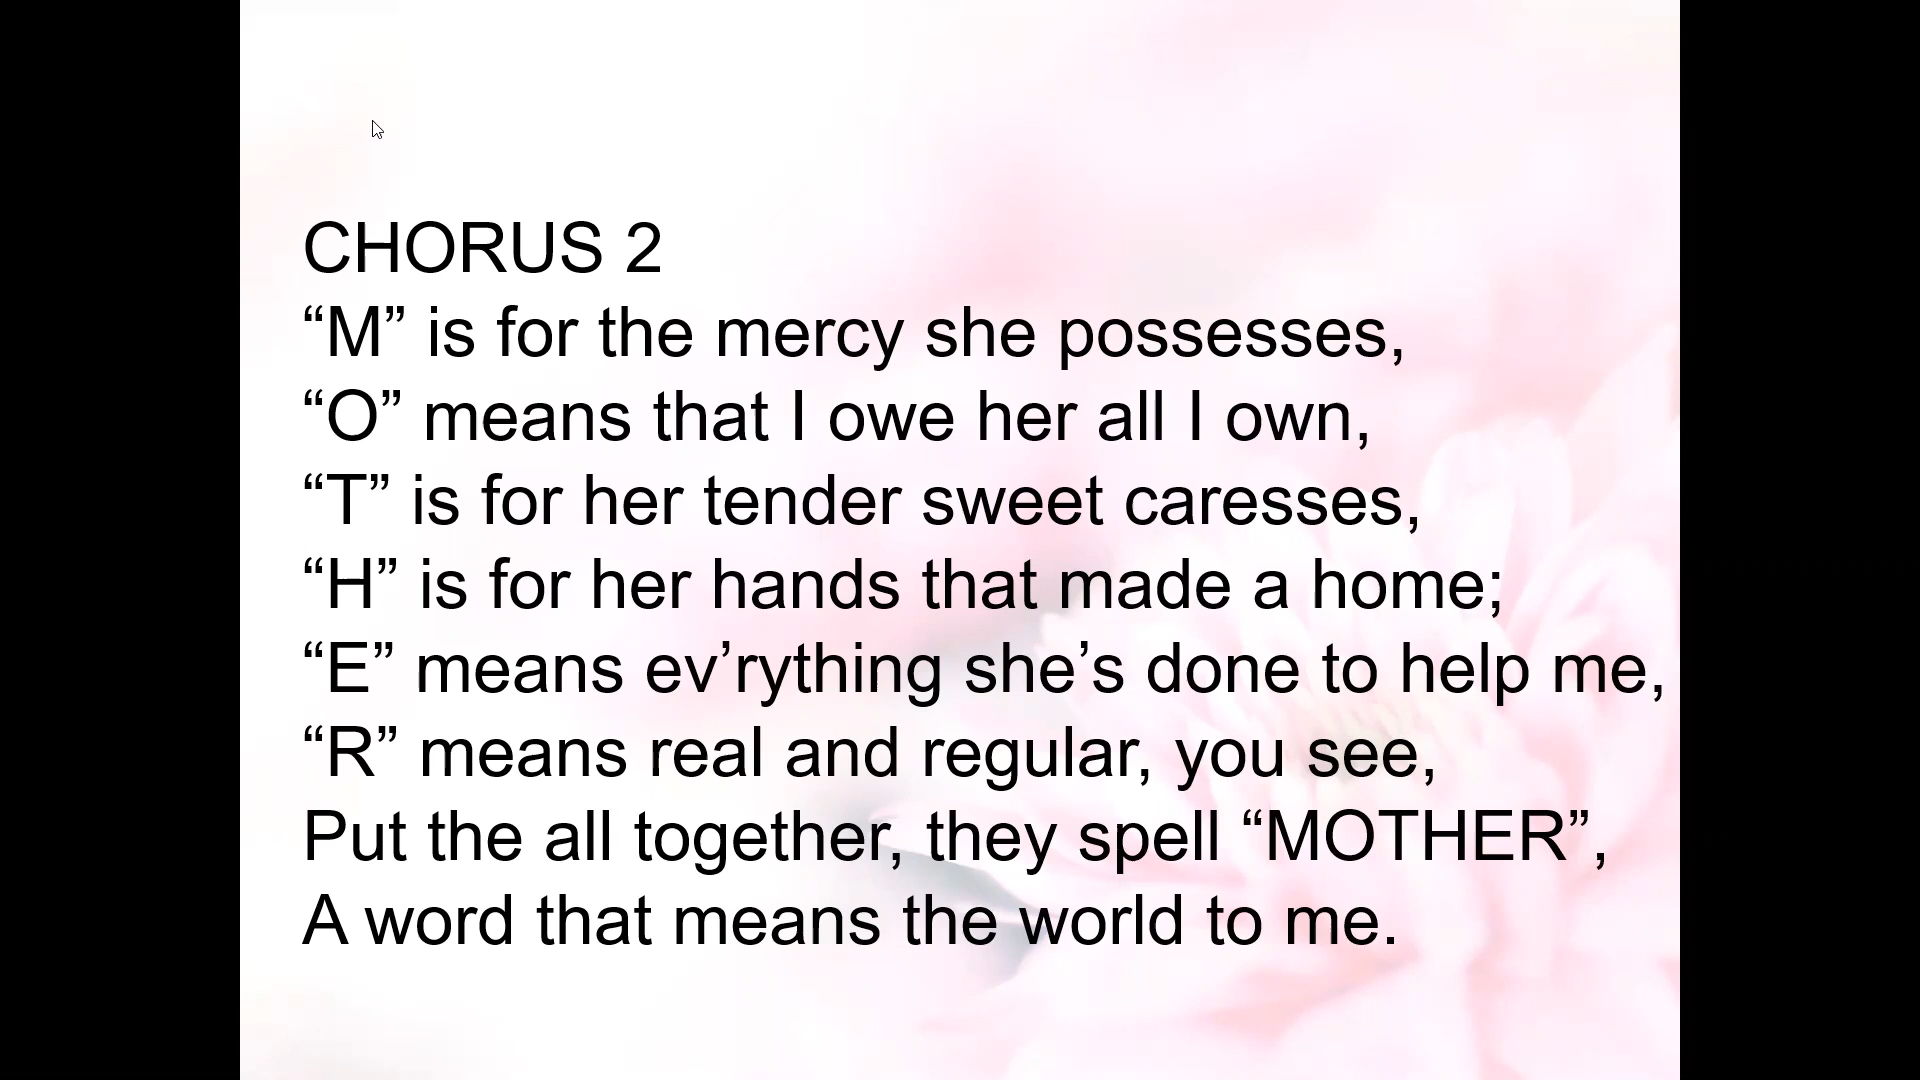 CHORUS 2
“M” is for the mercy she possesses,
“O” means that I owe her all I own,
“T” is for her tender sweet caresses,
“H” is for her hands that made a home;
“E” means ev’rything she’s done to help me,
“R” means real and regular, you see,
Put the all together, they spell “MOTHER”,
A word that means the world to me.